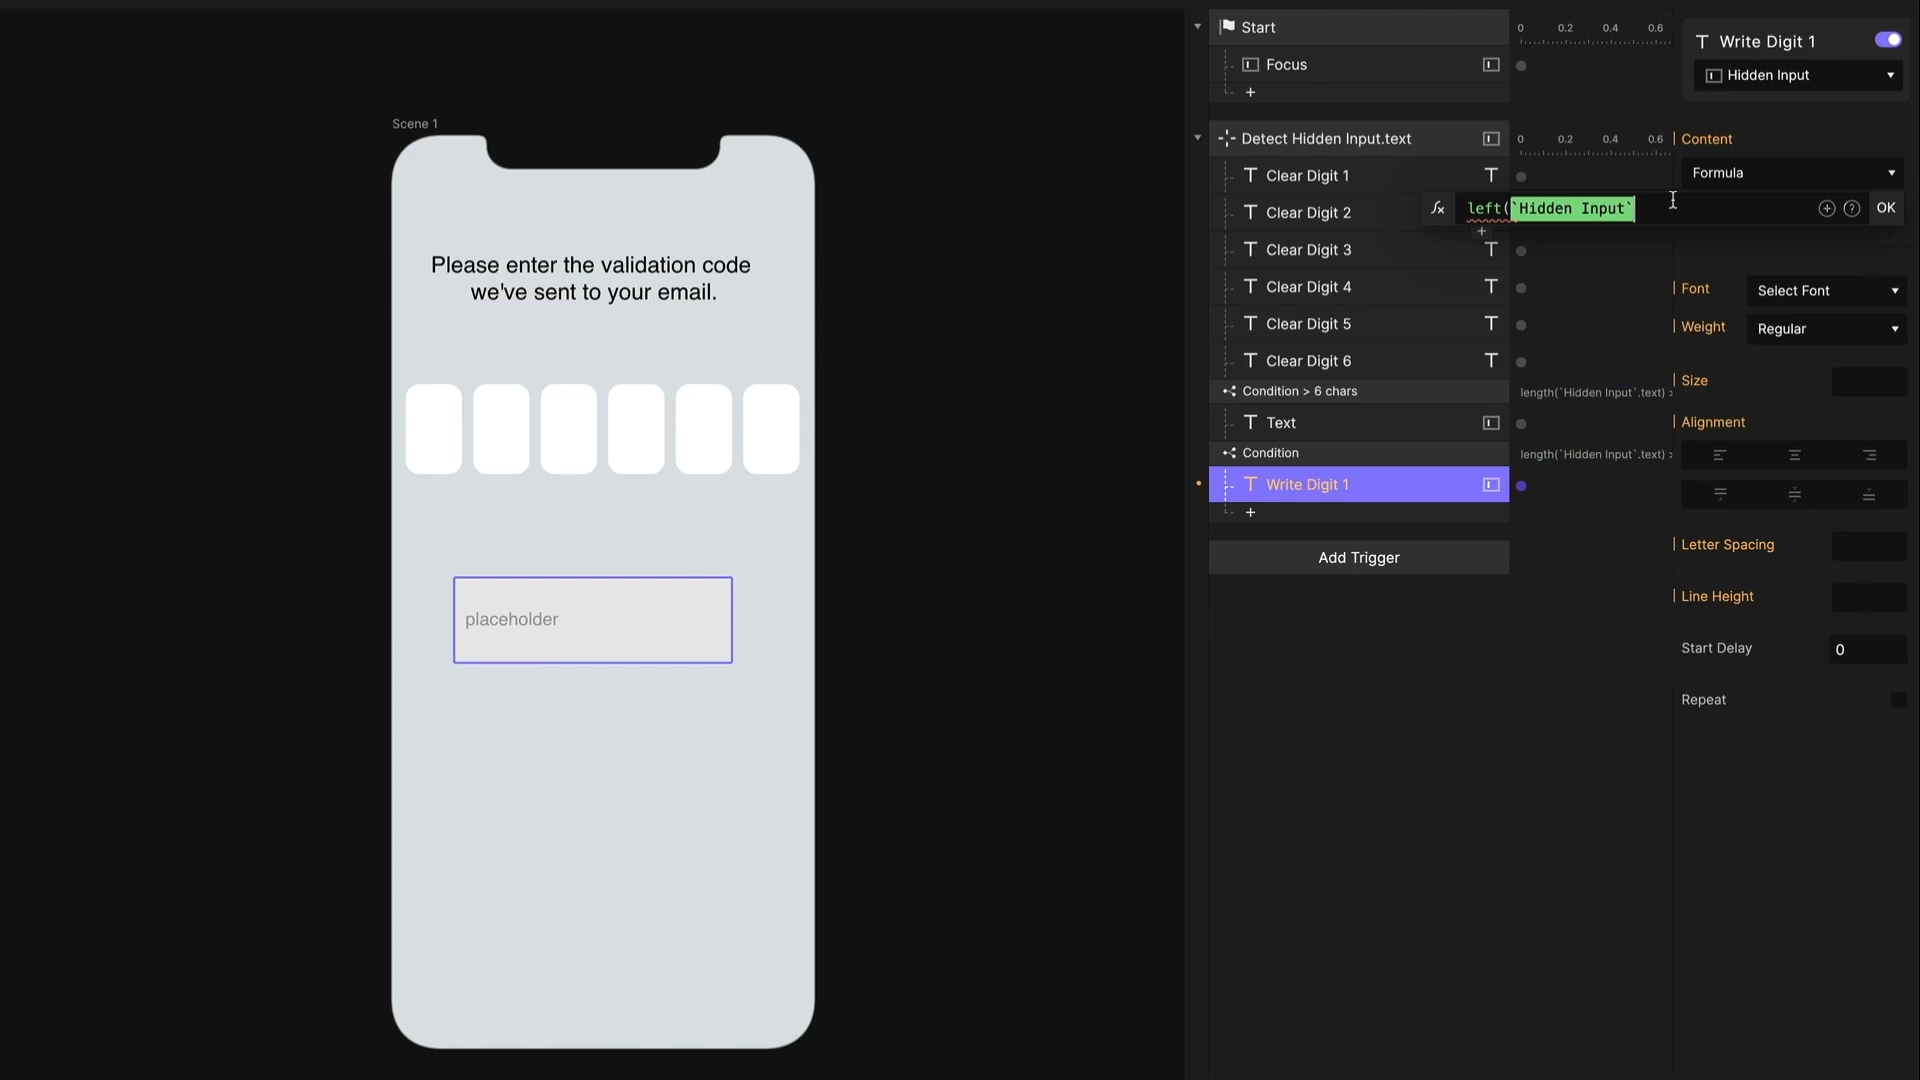 Scene 1
Please enter the validation code
we've sent to your email.
placeholder
Start
0 0.2 0.4 0.6
Focus
+
Detect Hidden Input.text
0 0.2 0.4 0.6
Clear Digit 1
Clear Digit 2
Clear Digit 3
Clear Digit 4
Clear Digit 5
Clear Digit 6
Condition > 6 chars
length(`Hidden Input`.text) >
Text
Condition
length(`Hidden Input`.text) >
Write Digit 1
+
Add Trigger
Write Digit 1
Hidden Input
Content
Formula
fx left(`Hidden Input` + ? OK
+
Font Select Font
Weight Regular
Size
Alignment
Letter Spacing
Line Height
Start Delay 0
Repeat